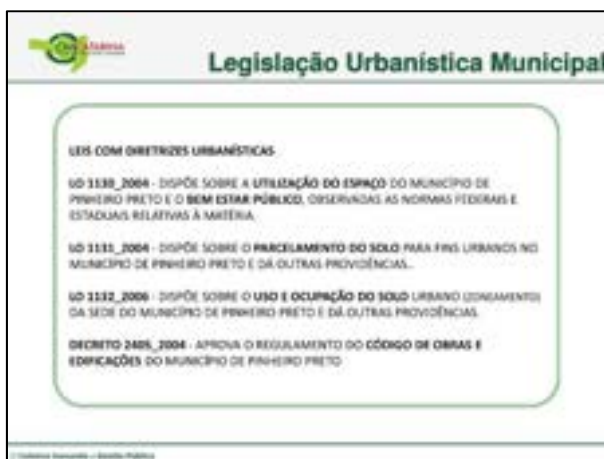 Legislação Urbanística Municipal
LEIS COM DIRETRIZES URBANÍSTICAS
LO 1130_2004 - DISPÕE SOBRE A UTILIZAÇÃO DO ESPAÇO DO MUNICÍPIO DE
PINHEIRO PRETO E O BEM ESTAR PÚBLICO, OBSERVADAS AS NORMAS FEDERAIS E
ESTADUAIS RELATIVAS À MATÉRIA.
LO 1131_2004 - DISPÕE SOBRE O PARCELAMENTO DO SOLO PARA FINS URBANOS NO
MUNICÍPIO DE PINHEIRO PRETO E DÁ OUTRAS PROVIDÊNCIAS..
LO 1132_2006 - DISPÕE SOBRE O USO E OCUPAÇÃO DO SOLO URBANO (ZONEAMENTO)
DA SEDE DO MUNICÍPIO DE PINHEIRO PRETO E DÁ OUTRAS PROVIDÊNCIAS.
DECRETO 2405_2004 - APROVA O REGULAMENTO DO CÓDIGO DE OBRAS E
EDIFICAÇÕES DO MUNICÍPIO DE PINHEIRO PRETO